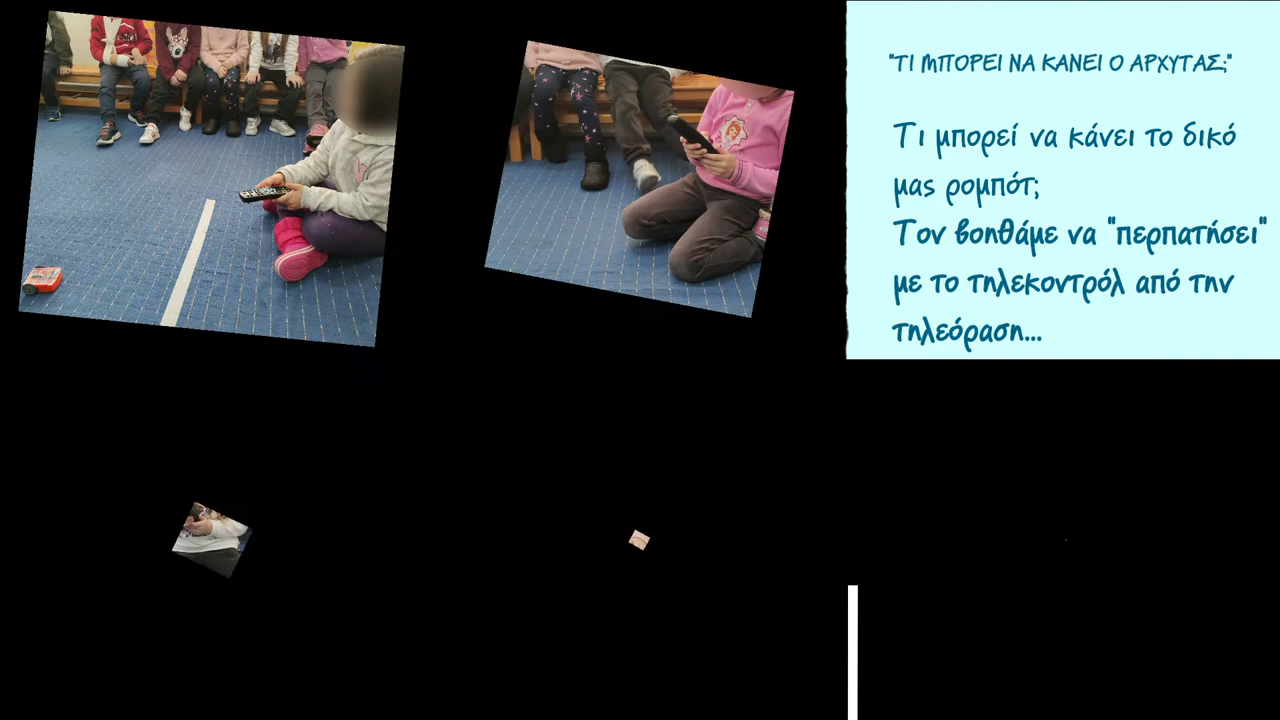 "ΤΙ ΜΠΟΡΕΙ ΝΑ ΚΑΝΕΙ Ο ΑΡΧΥΤΑΣ;"
Τι μπορεί να κάνει το δικό
μας ρομπότ;
Τον βοηθάμε να "περπατήσει"
με το τηλεκοντρόλ από την
τηλεόραση...